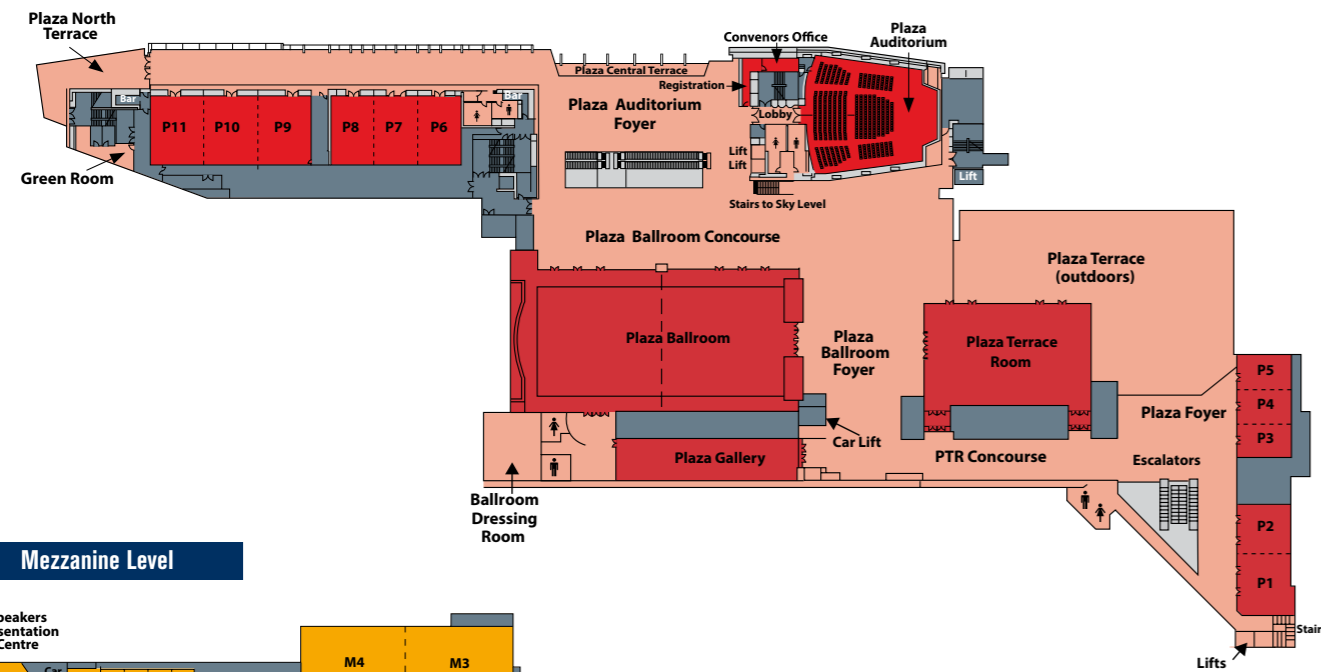 Plaza North
Terrace
Convenors Office
Plaza
Auditorium
Plaza Central Terrace
Registration
Bar
Bar
Plaza Auditorium
Foyer
Lobby
P11
P10
P9
P8
P7
P6
Lift
Lift
Green Room
Lift
Stairs to Sky Level
Plaza Ballroom Concourse
Plaza Terrace
(outdoors)
Plaza Ballroom
Plaza
Ballroom
Foyer
Plaza Terrace
Room
P5
P4
P3
Plaza Foyer
Car Lift
Plaza Gallery
PTR Concourse
Escalators
Ballroom
Dressing
Room
P2
P1
Mezzanine Level
peakers
sentation
Centre
Stair
Lifts
M4
M3
Car